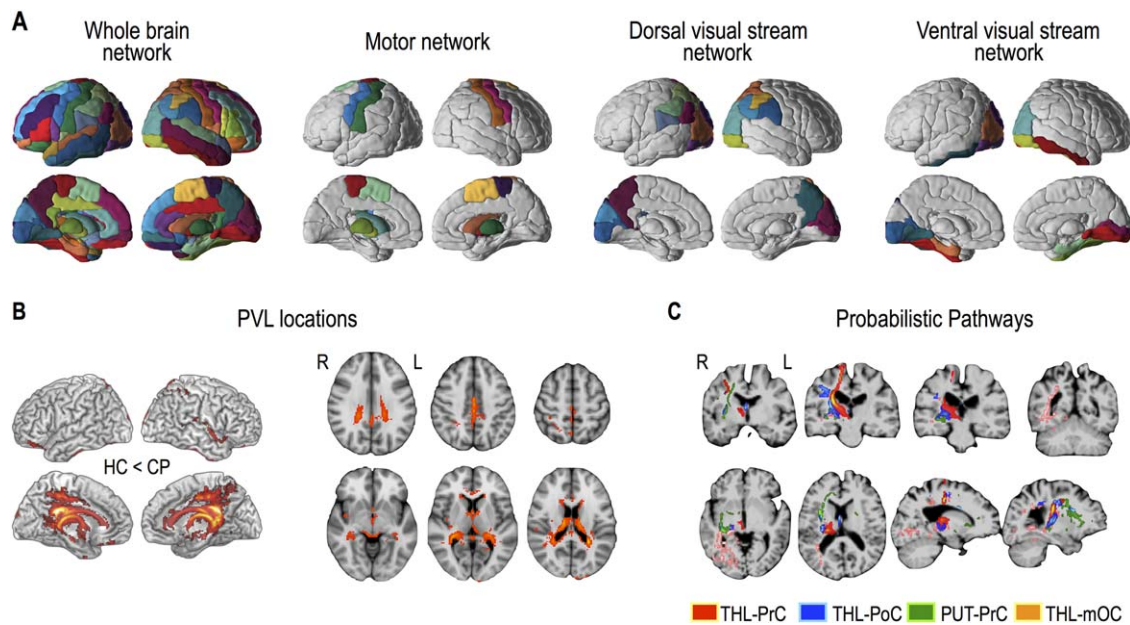 A
Whole brain
network
Motor network
Dorsal visual stream
network
Ventral visual stream
network
B
PVL locations
R
L
HC < CP
C
Probabilistic Pathways
R
L
THL-PrC
THL-PoC
PUT-PrC
THL-mOC